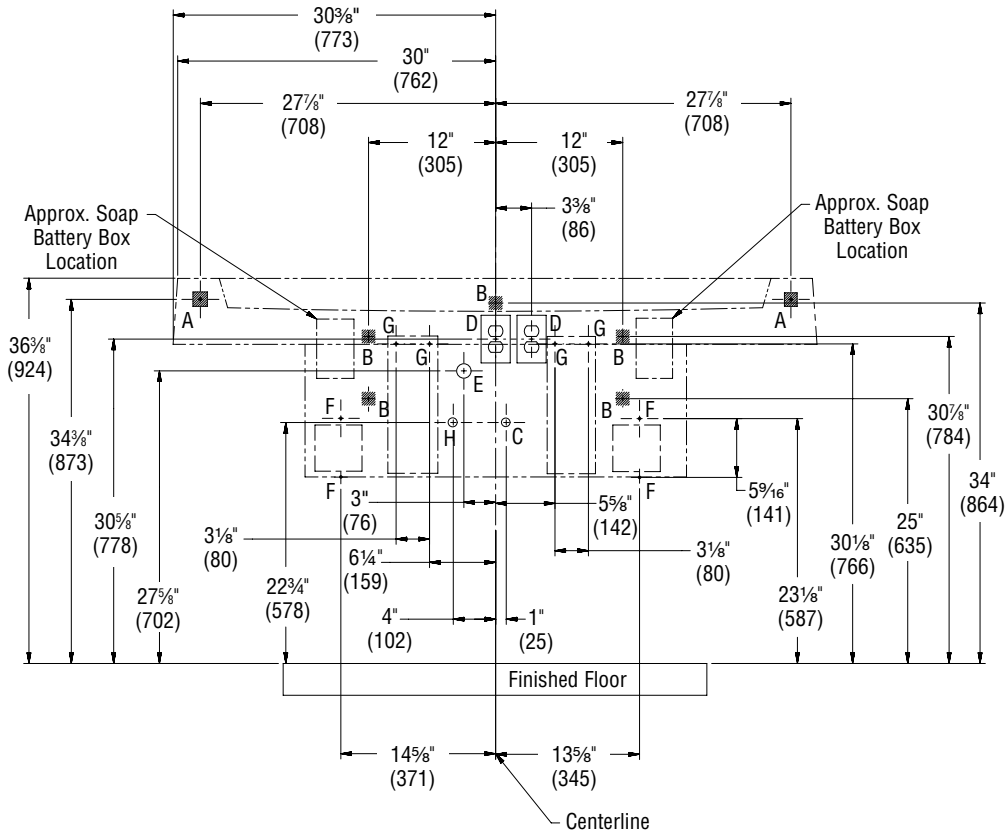 30⅜"
(773)
30"
(762)
27⅞"
(708)
27⅞"
(708)
12"
(305)
12"
(305)
3⅜"
(86)
Approx. Soap
Battery Box
Location
Approx. Soap
Battery Box
Location
A
B
A
D
D
G
G
B
G
G
B
E
B
B
F
F
H
C
F
F
36⅜"
(924)
34⅜"
(873)
30⅝"
(778)
27⅝"
(702)
22¾"
(578)
3⅛"
(80)
3"
(76)
6¼"
(159)
4"
(102)
1"
(25)
5⅝"
(142)
3⅛"
(80)
5⁹⁄₁₆"
(141)
23⅛"
(587)
30⅛"
(766)
25"
(635)
30⅞"
(784)
34"
(864)
Finished Floor
14⅝"
(371)
13⅝"
(345)
Centerline